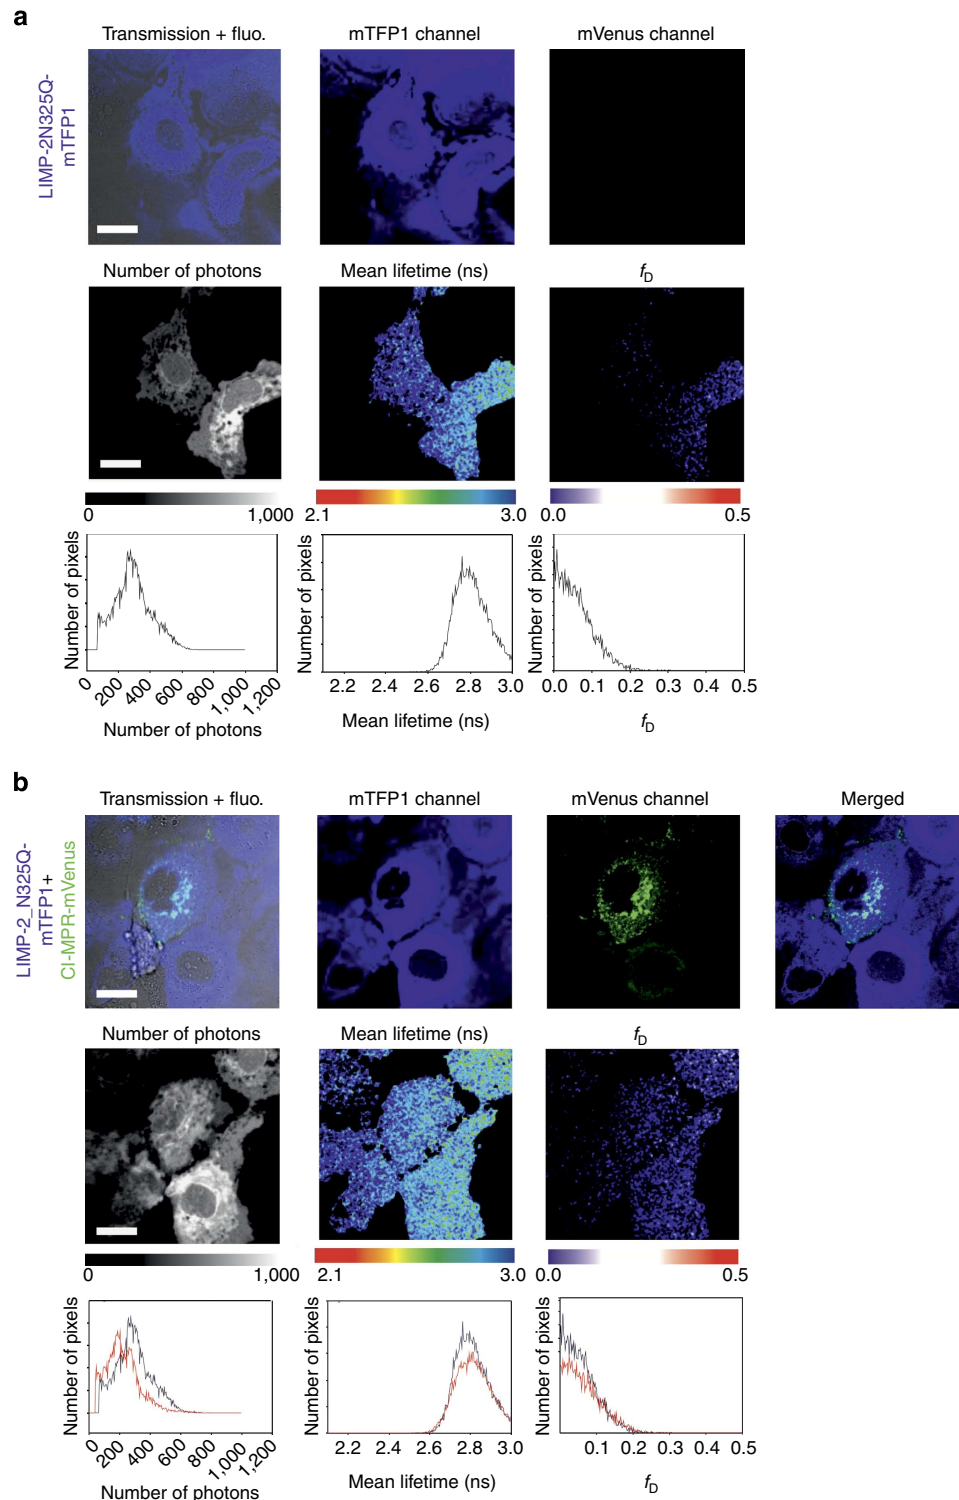 a
Transmission + fluo.
mTFP1 channel
mVenus channel
LIMP-2N325Q-
mTFP1
Number of photons
Mean lifetime (ns)
fD
0
1,000
2.1
3.0
0.0
0.5
Number of pixels
0
200
400
600
800
1,000
1,200
Number of photons
Number of pixels
2.2
2.4
2.6
2.8
3.0
Mean lifetime (ns)
Number of pixels
0.0
0.1
0.2
0.3
0.4
0.5
fD
b
Transmission + fluo.
mTFP1 channel
mVenus channel
Merged
LIMP-2_N325Q-
mTFP1+
CI-MPR-mVenus
Number of photons
Mean lifetime (ns)
fD
0
1,000
2.1
3.0
0.0
0.5
Number of pixels
0
200
400
600
800
1,000
1,200
Number of photons
Number of pixels
2.2
2.4
2.6
2.8
3.0
Mean lifetime (ns)
Number of pixels
0.1
0.2
0.3
0.4
0.5
fD